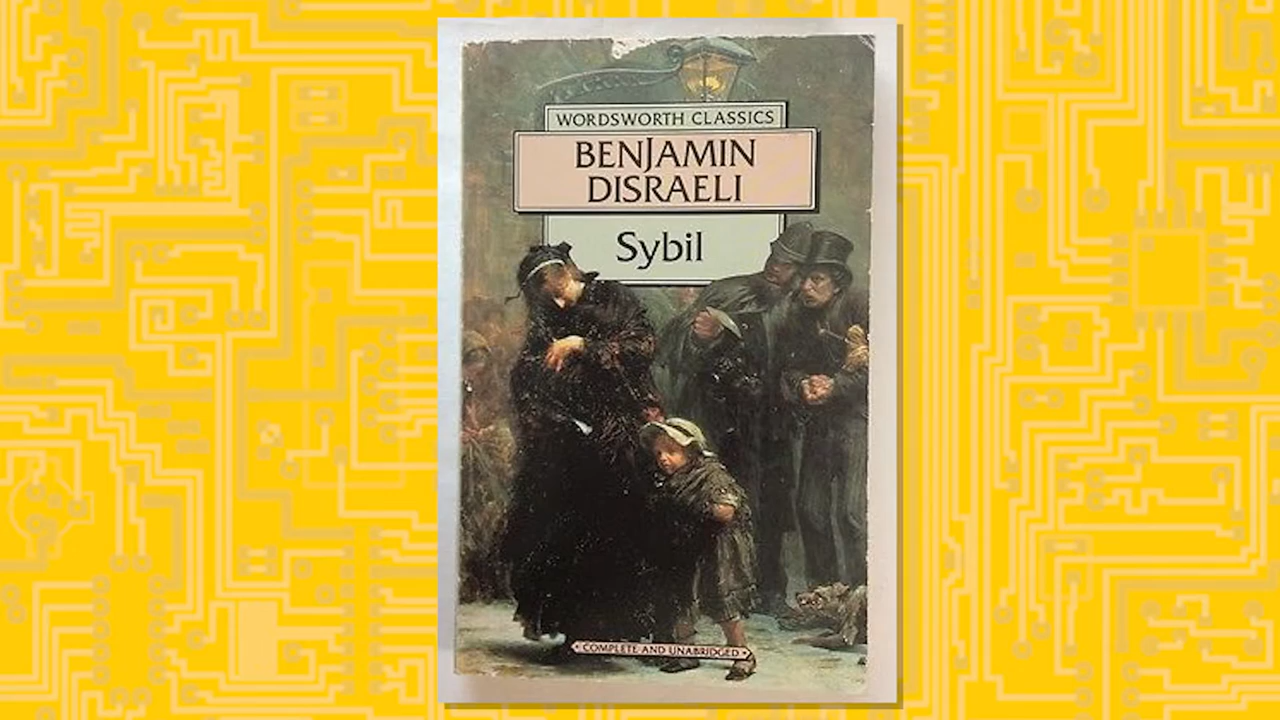 WORDSWORTH CLASSICS
BENJAMIN
DISRAELI
Sybil
• COMPLETE AND UNABRIDGED •